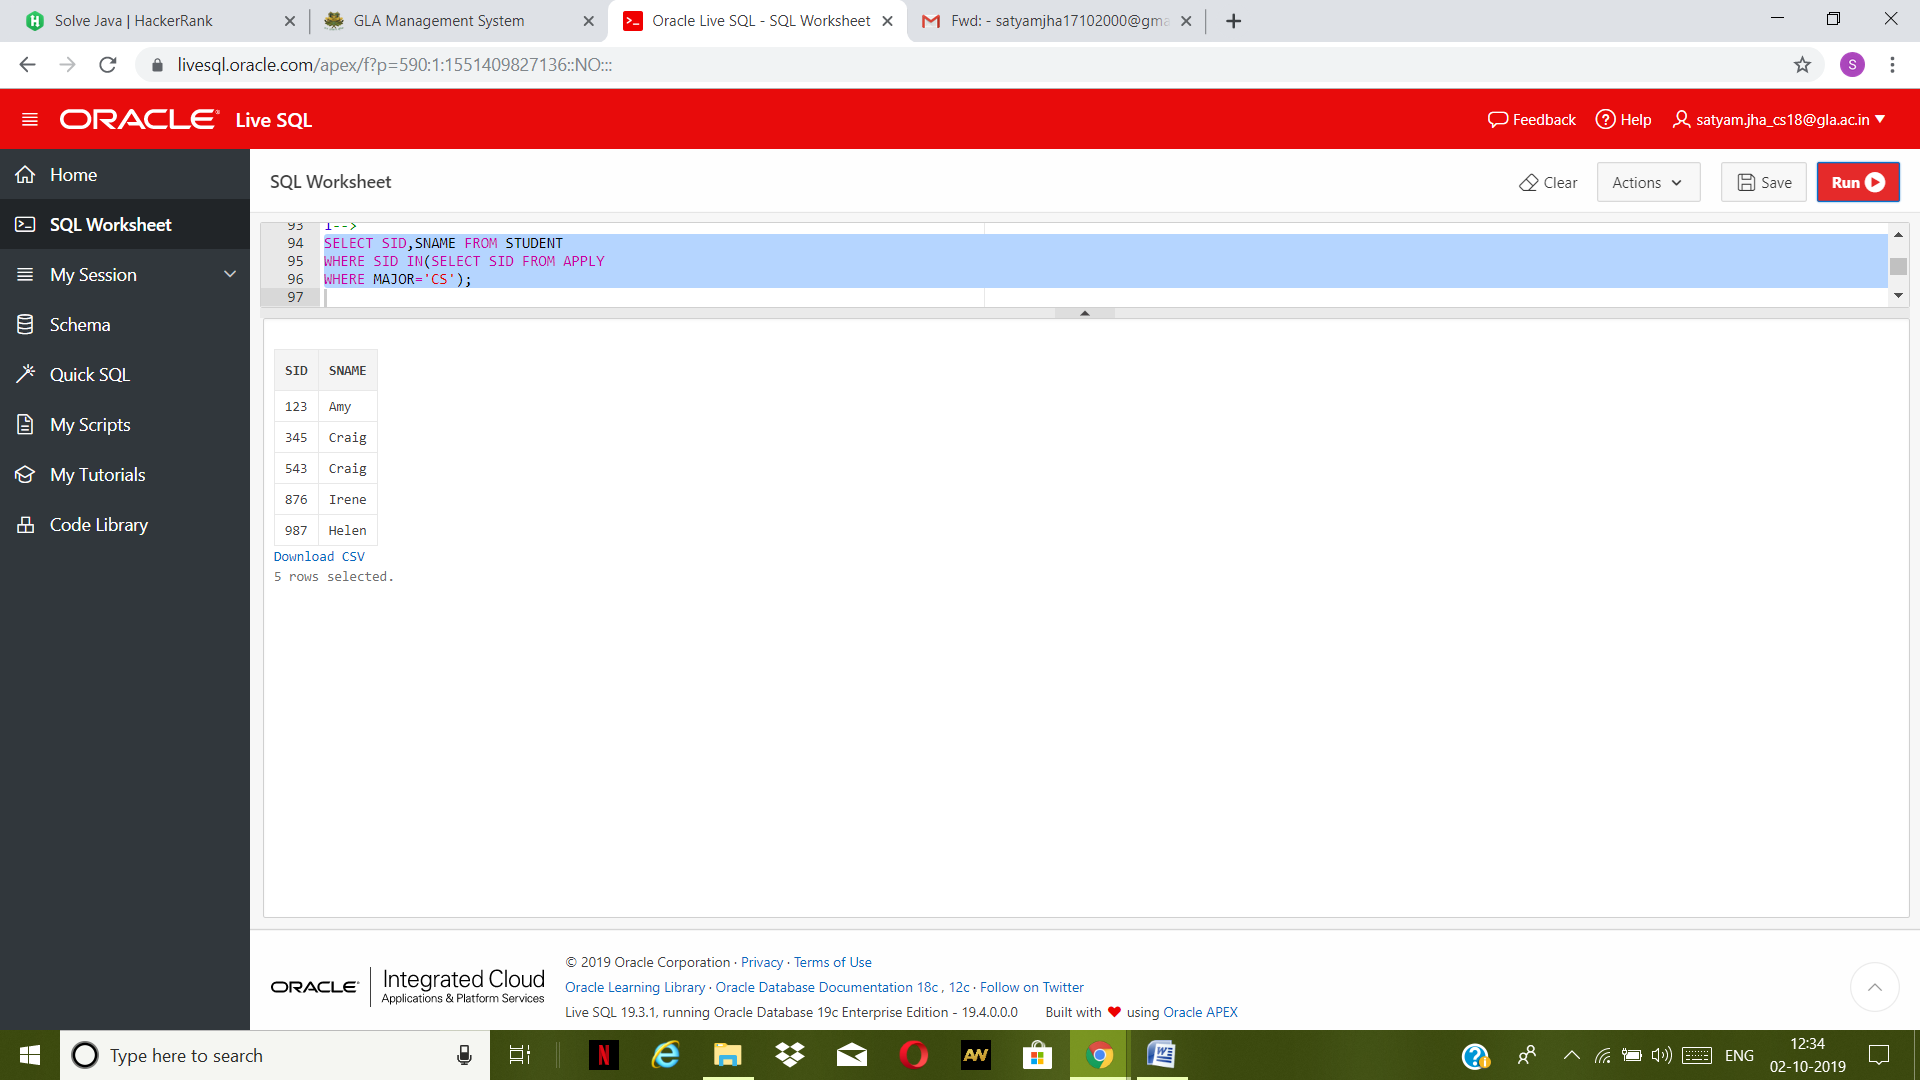 Solve Java | HackerRank
GLA Management System
Oracle Live SQL - SQL Worksheet
Fwd: - satyamjha17102000@gma
livesql.oracle.com/apex/f?p=590:1:1551409827136::NO:::
S
ORACLE Live SQL
Feedback
Help
satyam.jha_cs18@gla.ac.in
Home
SQL Worksheet
My Session
Schema
Quick SQL
My Scripts
My Tutorials
Code Library
SQL Worksheet
Clear
Actions
Save
Run
93 1-->
94 SELECT SID,SNAME FROM STUDENT
95 WHERE SID IN(SELECT SID FROM APPLY
96 WHERE MAJOR='CS');
97
SID SNAME
123 Amy
345 Craig
543 Craig
876 Irene
987 Helen
Download CSV
5 rows selected.
ORACLE Integrated Cloud
Applications & Platform Services
© 2019 Oracle Corporation · Privacy · Terms of Use
Oracle Learning Library · Oracle Database Documentation 18c , 12c · Follow on Twitter
Live SQL 19.3.1, running Oracle Database 19c Enterprise Edition - 19.4.0.0.0 Built with ❤ using Oracle APEX
Type here to search
N
AW
ENG
12:34
02-10-2019